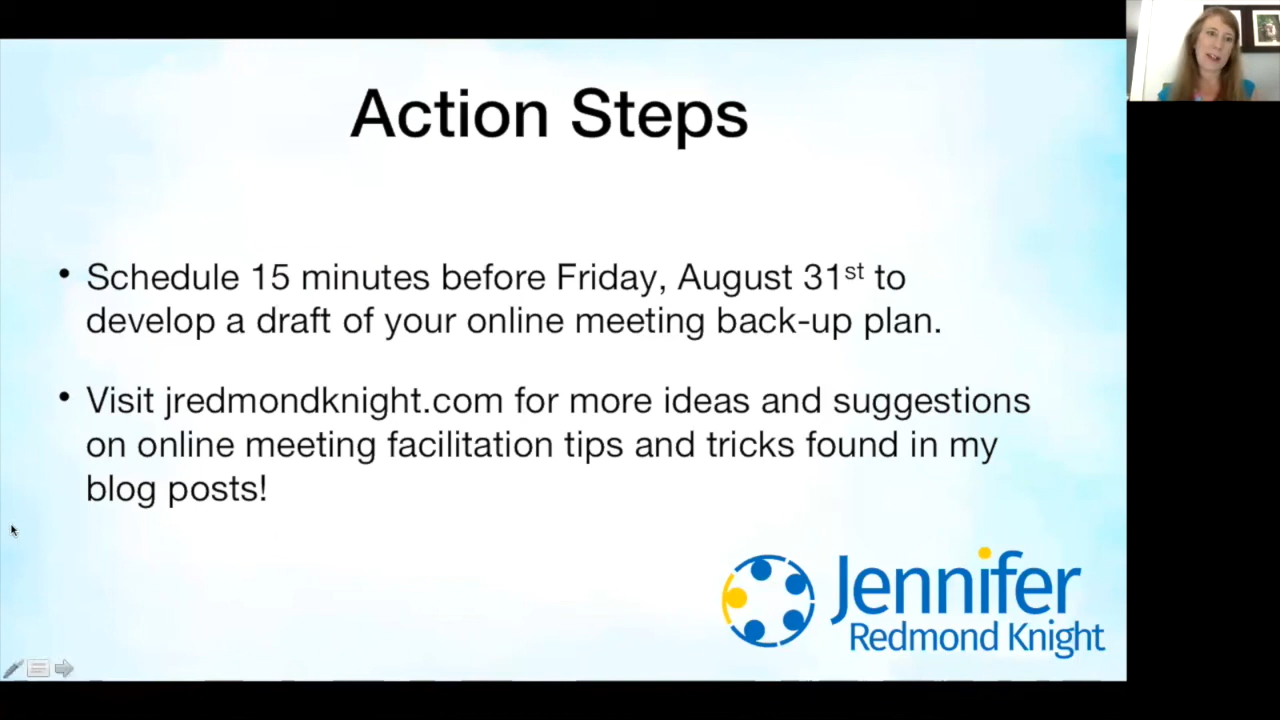 Action Steps
• Schedule 15 minutes before Friday, August 31st to
develop a draft of your online meeting back-up plan.
• Visit jredmondknight.com for more ideas and suggestions
on online meeting facilitation tips and tricks found in my
blog posts!
Jennifer
Redmond Knight